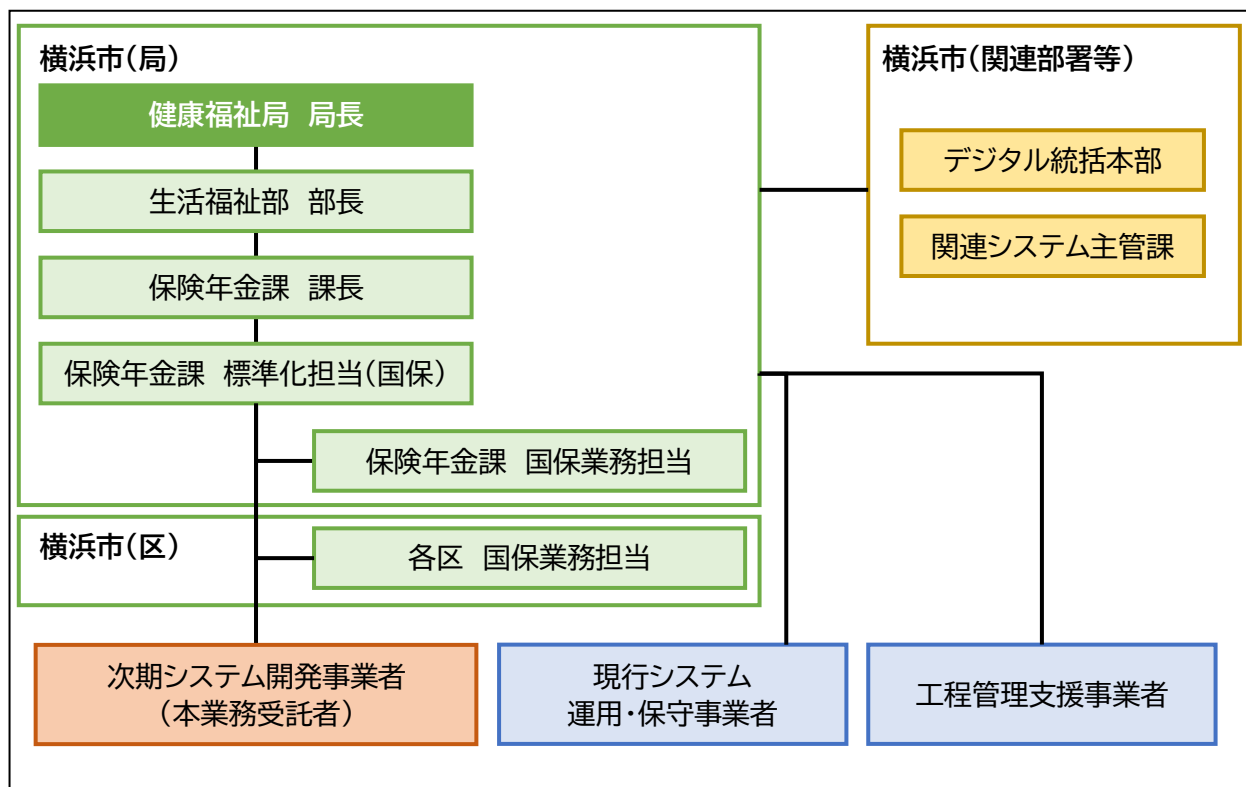 横浜市(局)
健康福祉局 局長
生活福祉部 部長
保険年金課 課長
保険年金課 標準化担当(国保)
保険年金課 国保業務担当
横浜市(区)
各区 国保業務担当
横浜市(関連部署等)
デジタル統括本部
関連システム主管課
次期システム開発事業者
(本業務受託者)
現行システム
運用・保守事業者
工程管理支援事業者